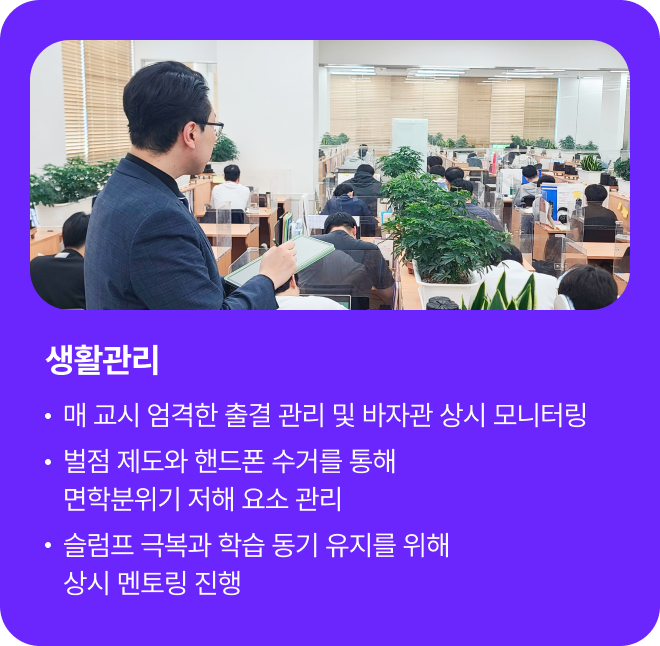 생활관리
• 매 교시 엄격한 출결 관리 및 바자관 상시 모니터링
• 벌점 제도와 핸드폰 수거를 통해
면학분위기 저해 요소 관리
• 슬럼프 극복과 학습 동기 유지를 위해
상시 멘토링 진행